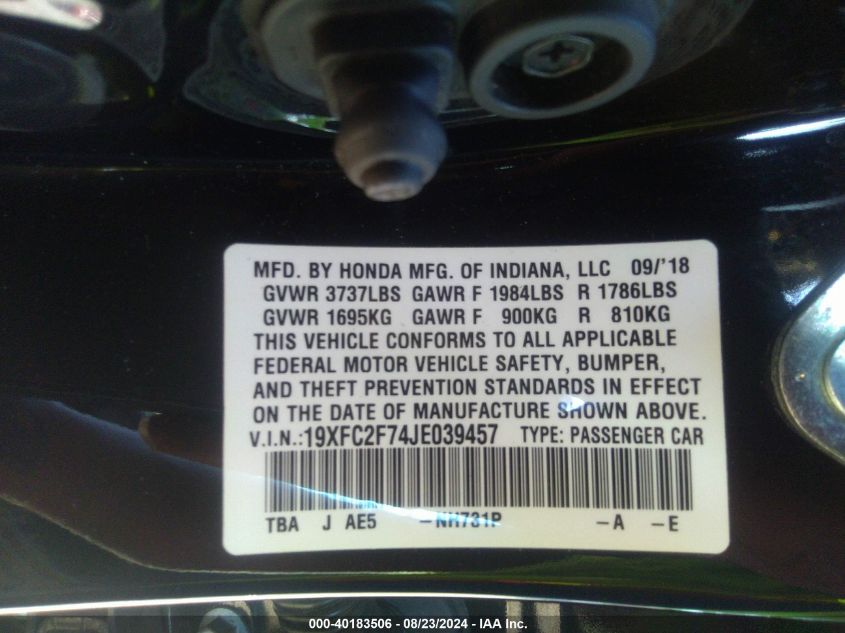 MFD. BY HONDA MFG. OF INDIANA, LLC 09/'18
GVWR 3737LBS GAWR F 1984LBS R 1786LBS
GVWR 1695KG GAWR F 900KG R 810KG
THIS VEHICLE CONFORMS TO ALL APPLICABLE
FEDERAL MOTOR VEHICLE SAFETY, BUMPER,
AND THEFT PREVENTION STANDARDS IN EFFECT
ON THE DATE OF MANUFACTURE SHOWN ABOVE.
V.I.N.:19XFC2F74JE039457 TYPE: PASSENGER CAR
TBA J AE5 -NH731P -A -E
000-40183506 / 08/23/2024 - IAA Inc.